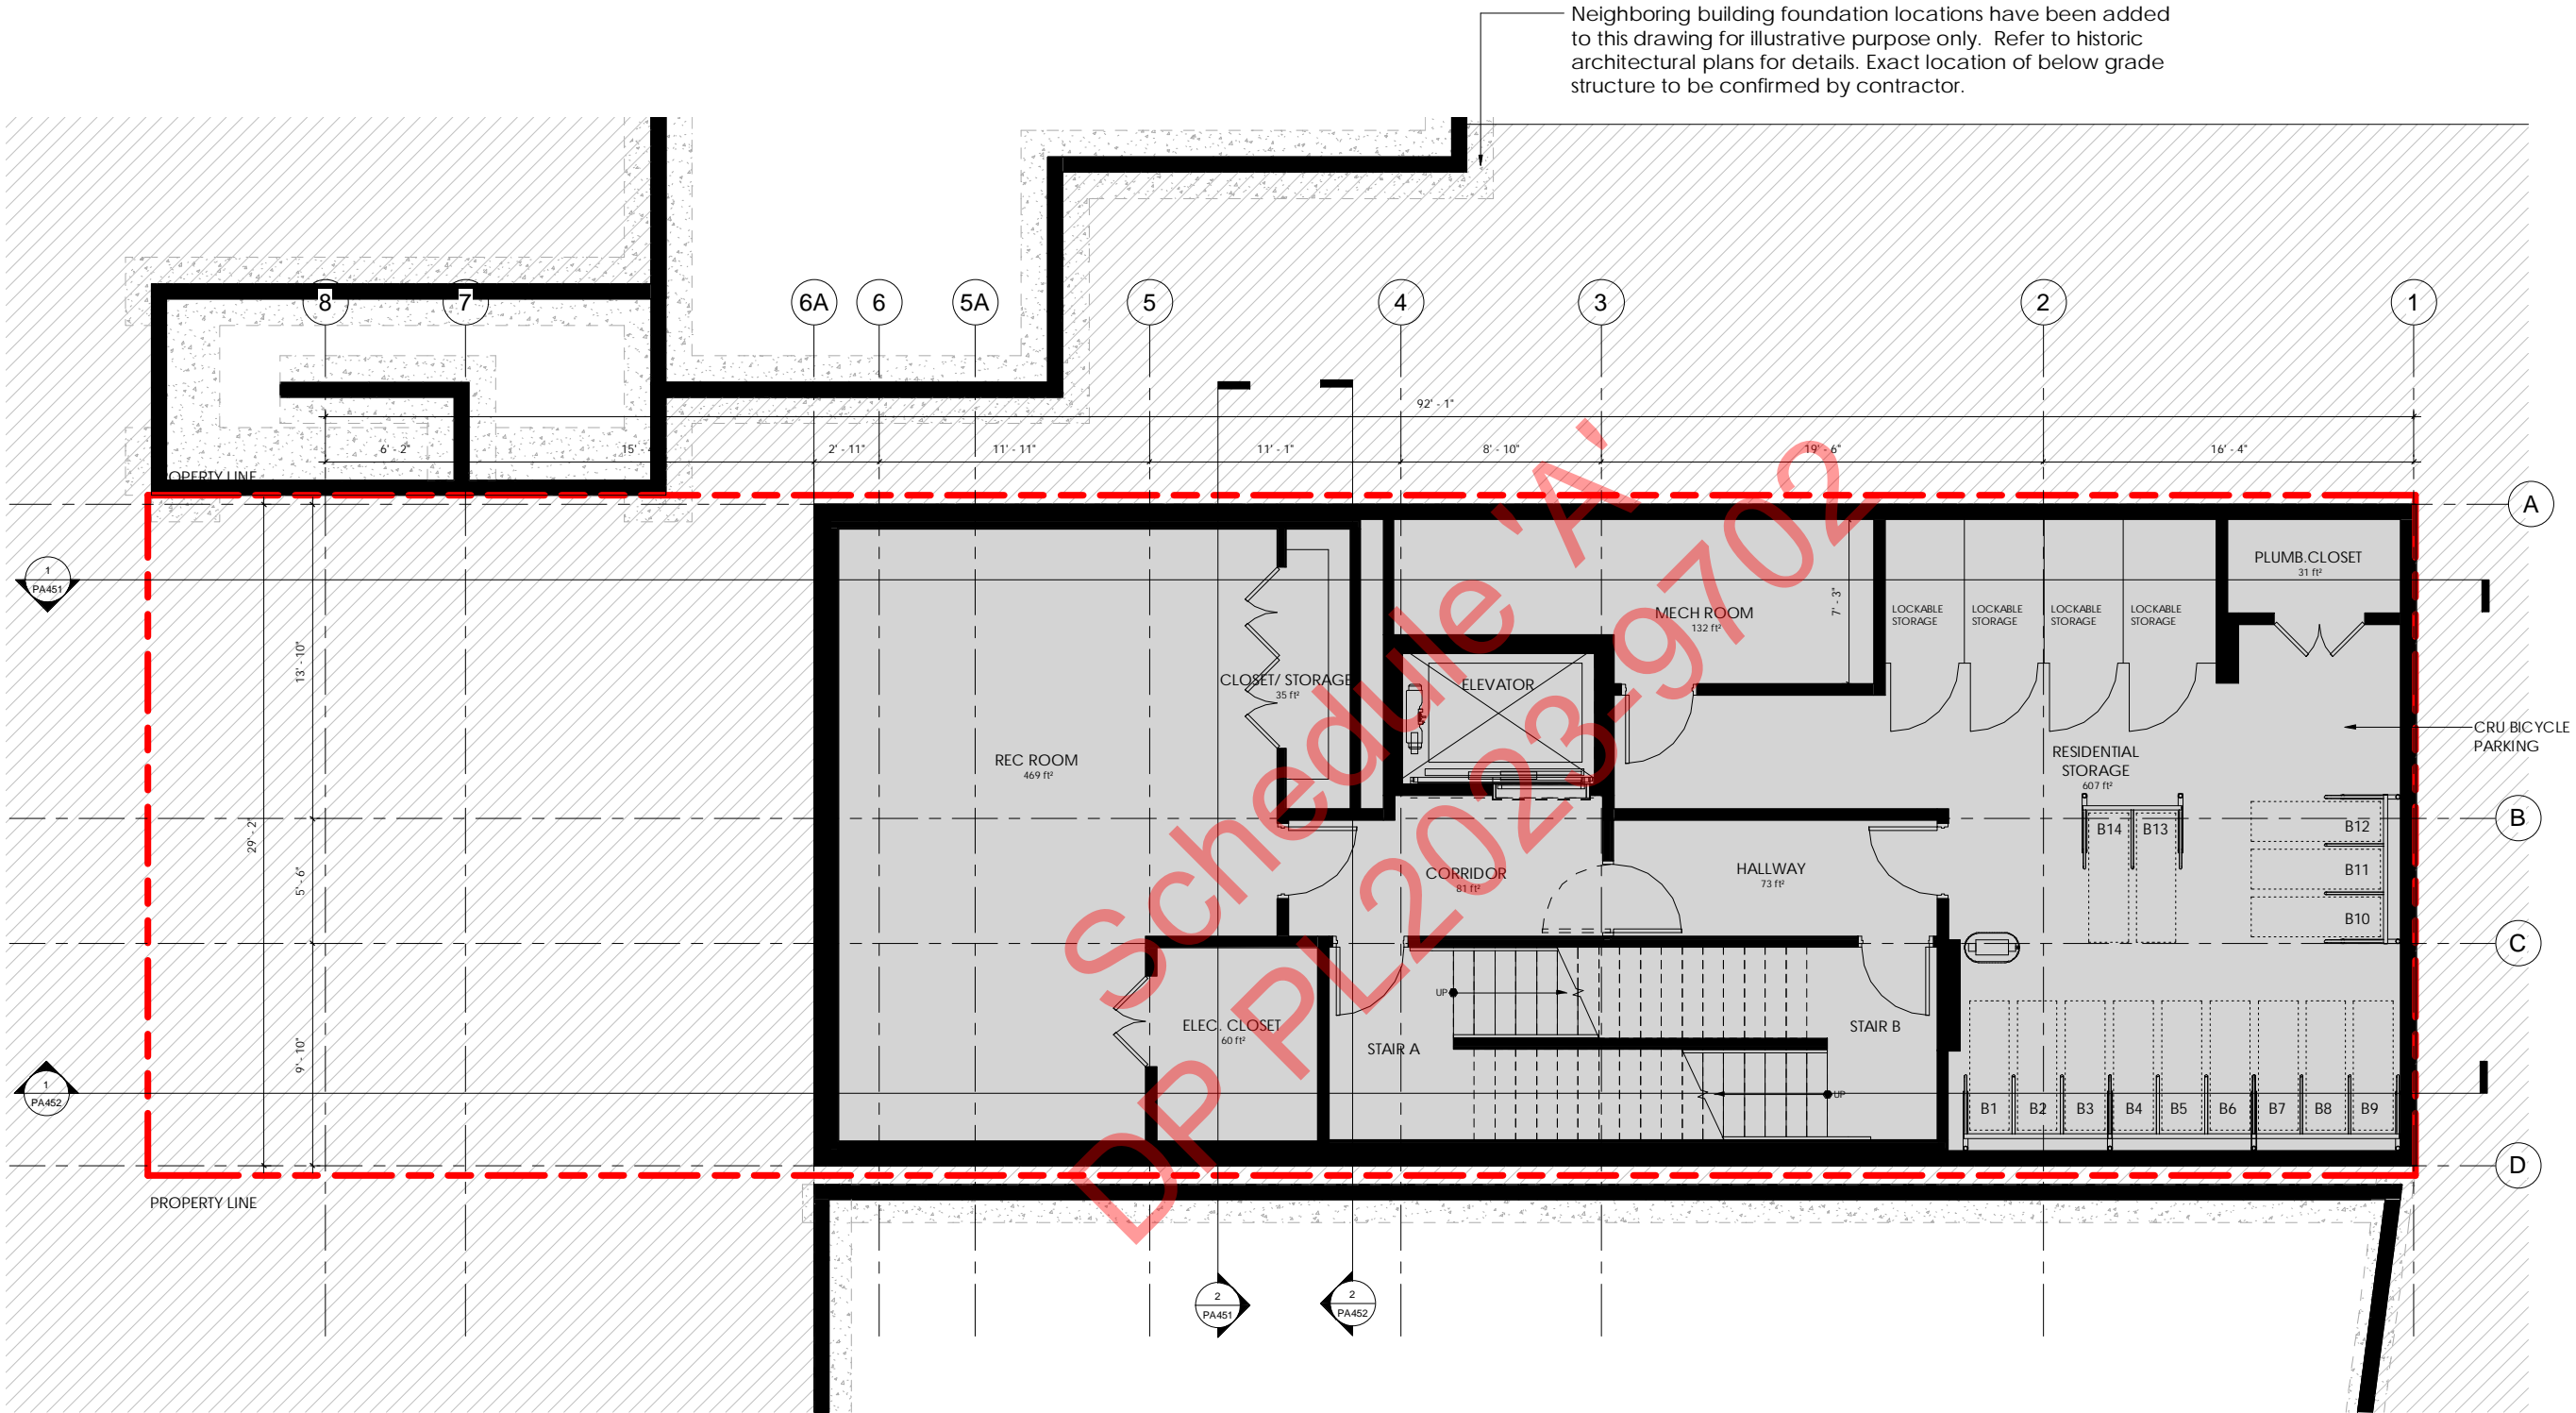 Neighboring building foundation locations have been added
to this drawing for illustrative purpose only. Refer to historic
architectural plans for details. Exact location of below grade
structure to be confirmed by contractor.
8
7
6A
6
5A
5
4
3
2
1
92' - 1"
6' - 2"
15' -
2' - 11"
11' - 11"
11' - 1"
8' - 10"
19' - 6"
16' - 4"
OPERTY LINE
A
1
PA451
PLUMB.CLOSET
31 ft²
7' - 3"
MECH ROOM
132 ft²
LOCKABLE
STORAGE
LOCKABLE
STORAGE
LOCKABLE
STORAGE
LOCKABLE
STORAGE
13' - 10"
CLOSET/ STORAGE
35 ft²
ELEVATOR
CRU BICYCLE
PARKING
REC ROOM
469 ft²
RESIDENTIAL
STORAGE
607 ft²
29' - 2"
B
B14
B13
B12
B11
B10
5' - 6"
CORRIDOR
81 ft²
HALLWAY
73 ft²
C
UP
ELEC. CLOSET
60 ft²
STAIR A
STAIR B
9' - 10"
1
PA452
UP
B1
B2
B3
B4
B5
B6
B7
B8
B9
D
PROPERTY LINE
2
PA451
2
PA452
Schedule 'A'
DP PL2023-9702